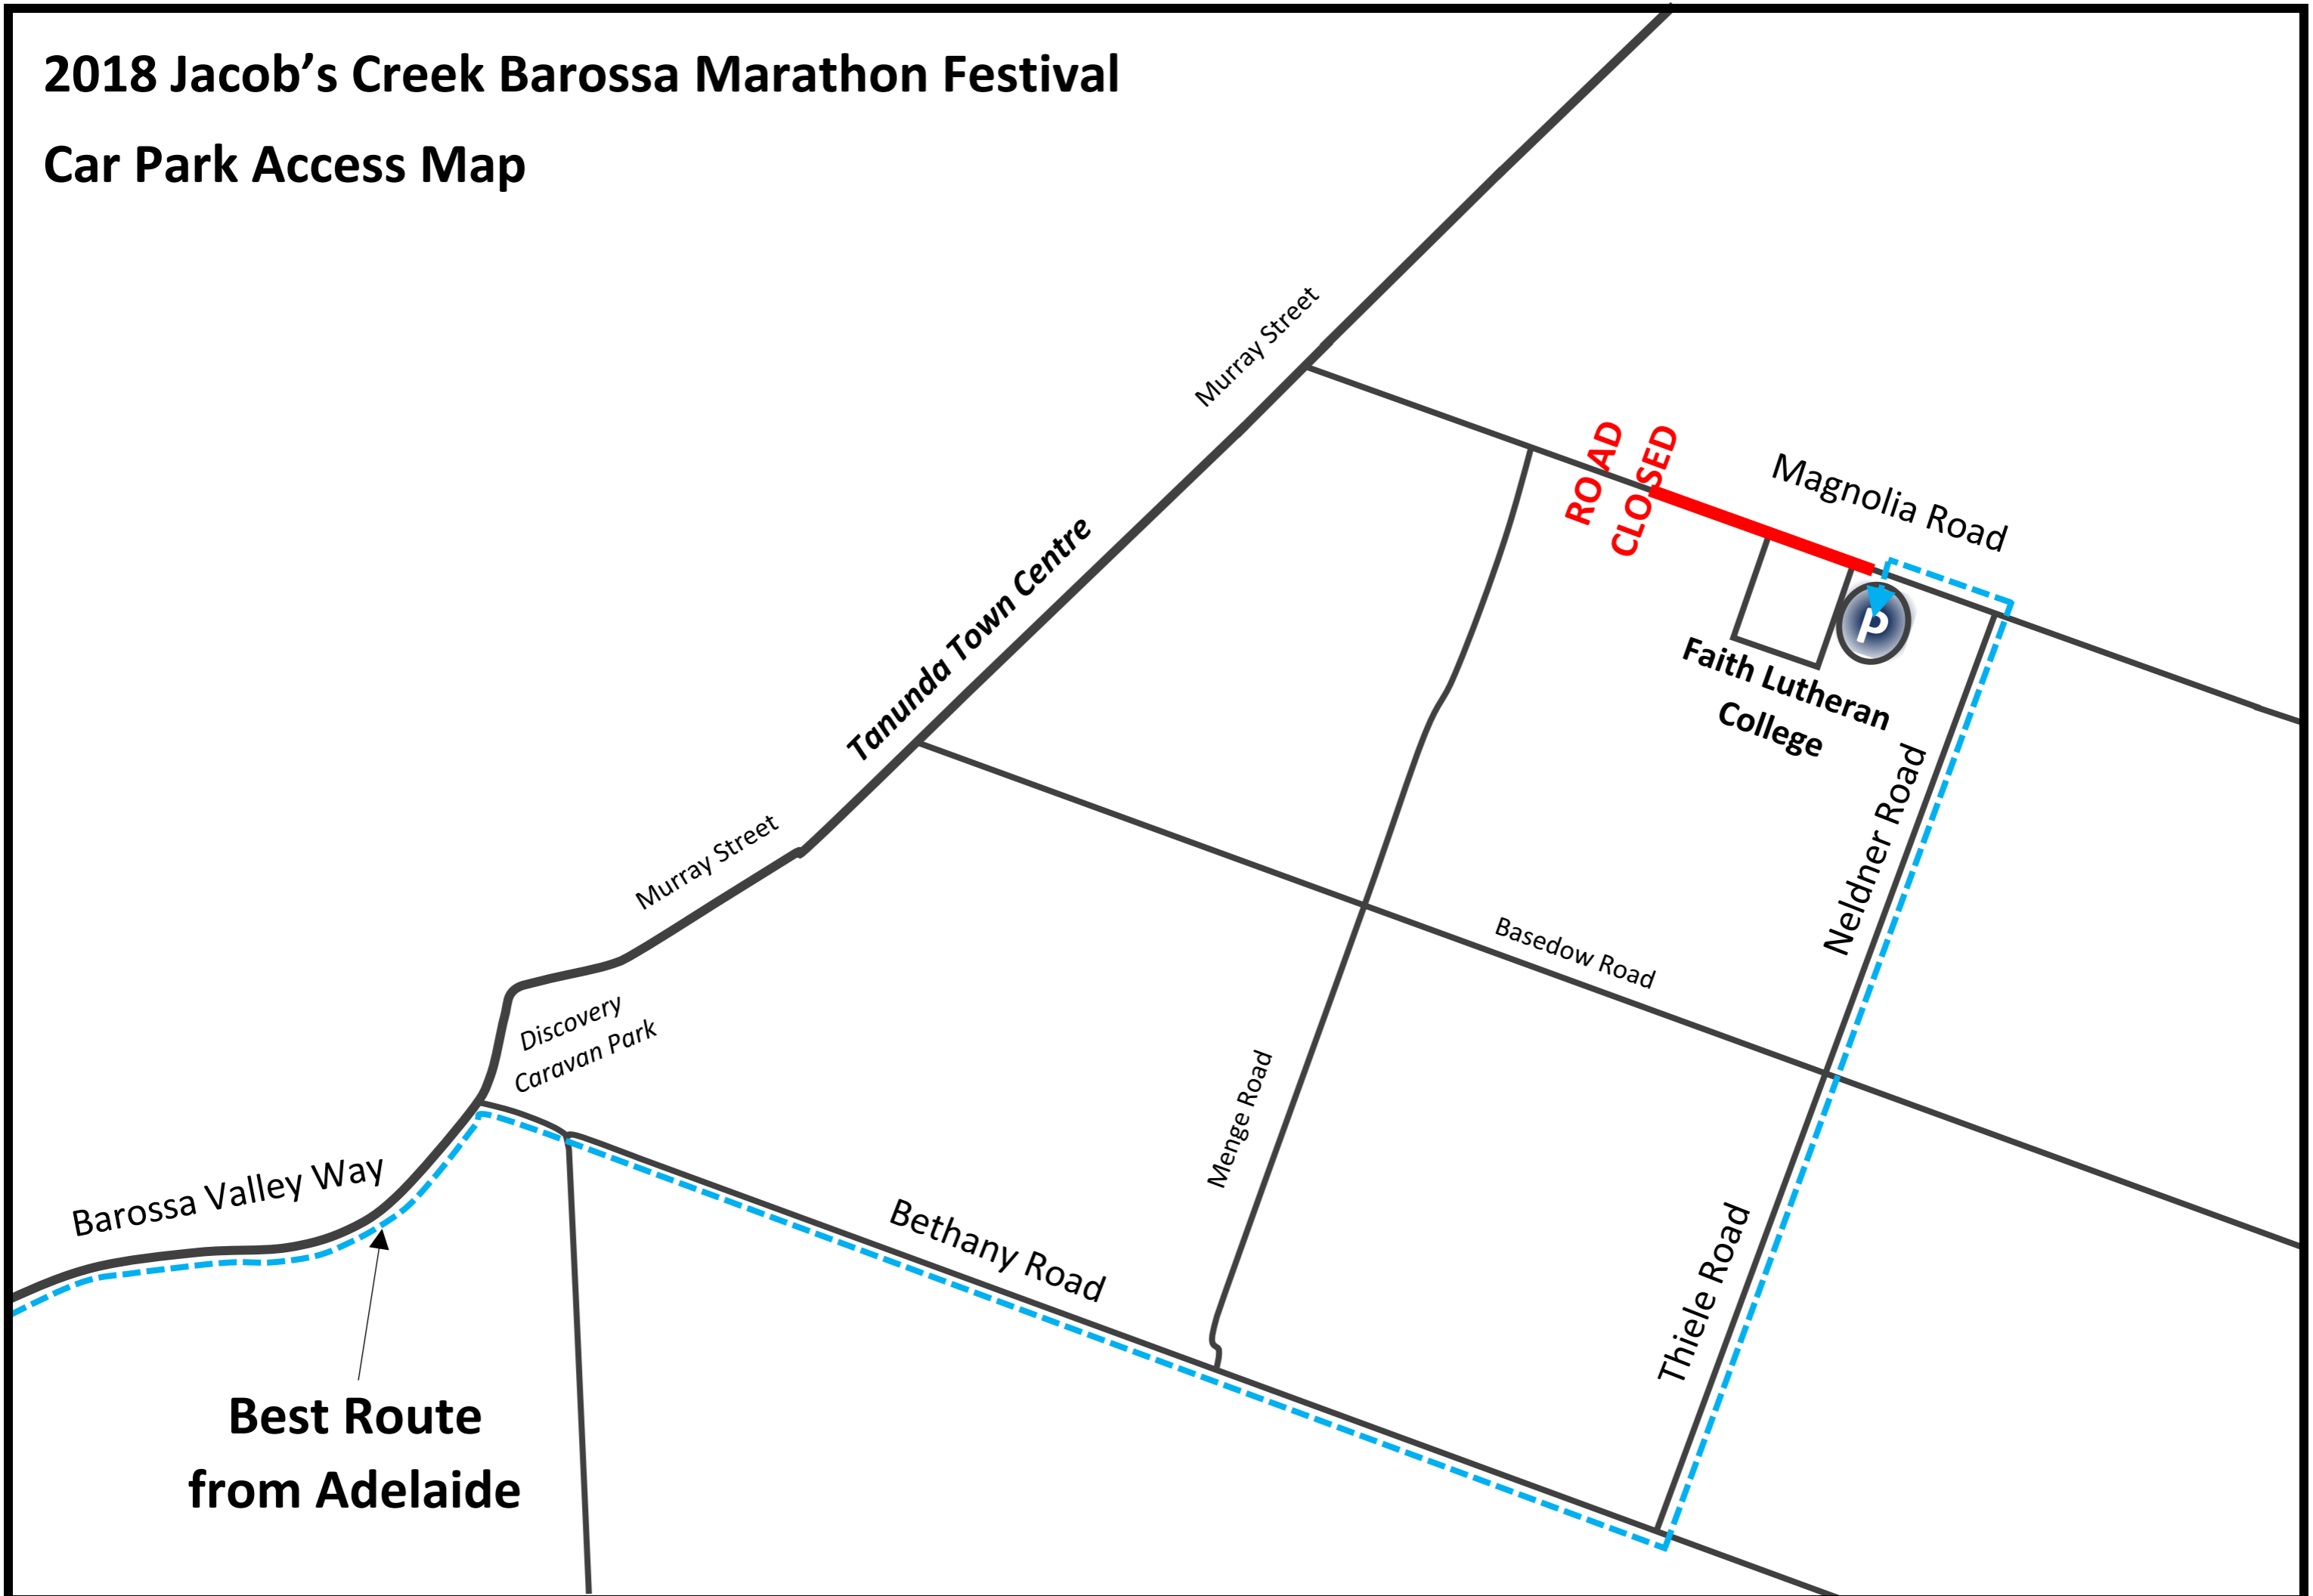 2018 Jacob’s Creek Barossa Marathon Festival
Car Park Access Map
Murray Street
ROAD
CLOSED
Magnolia Road
P
Faith Lutheran
College
Tanunda Town Centre
Neldner Road
Murray Street
Basedow Road
Discovery
Caravan Park
Menge Road
Barossa Valley Way
Bethany Road
Thiele Road
Best Route
from Adelaide